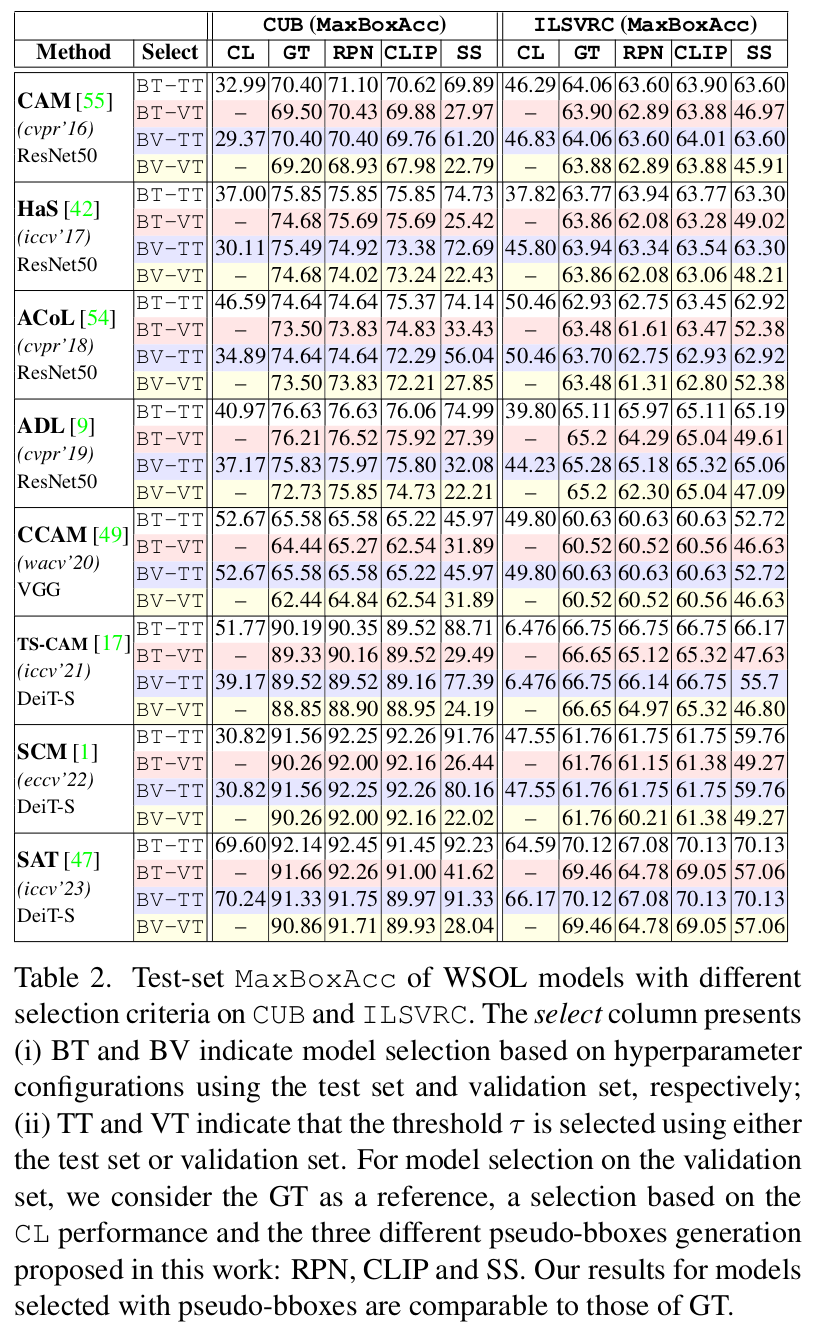 CUB (MaxBoxAcc) ILSVRC (MaxBoxAcc)
Method Select CL GT RPN CLIP SS CL GT RPN CLIP SS
BT-TT 32.99 70.40 71.10 70.62 69.89 46.29 64.06 63.60 63.90 63.60
CAM [55]
BT-VT – 69.50 70.43 69.88 27.97 – 63.90 62.89 63.88 46.97
(cvpr'16)
BV-TT 29.37 70.40 70.40 69.76 61.20 46.83 64.06 63.60 64.01 63.60
ResNet50
BV-VT – 69.20 68.93 67.98 22.79 – 63.88 62.89 63.88 45.91
BT-TT 37.00 75.85 75.85 75.85 74.73 37.82 63.77 63.94 63.77 63.30
HaS [42]
BT-VT – 74.68 75.69 75.69 25.42 – 63.86 62.08 63.28 49.02
(iccv'17)
BV-TT 30.11 75.49 74.92 73.38 72.69 45.80 63.94 63.34 63.54 63.30
ResNet50
BV-VT – 74.68 74.02 73.24 22.43 – 63.86 62.08 63.06 48.21
BT-TT 46.59 74.64 74.64 75.37 74.14 50.46 62.93 62.75 63.45 62.92
ACoL [54]
BT-VT – 73.50 73.83 74.83 33.43 – 63.48 61.61 63.47 52.38
(cvpr'18)
BV-TT 34.89 74.64 74.64 72.29 56.04 50.46 63.70 62.75 62.93 62.92
ResNet50
BV-VT – 73.50 73.83 72.21 27.85 – 63.48 61.31 62.80 52.38
BT-TT 40.97 76.63 76.63 76.06 74.99 39.80 65.11 65.97 65.11 65.19
ADL [9]
BT-VT – 76.21 76.52 75.92 27.39 – 65.2 64.29 65.04 49.61
(cvpr'19)
BV-TT 37.17 75.83 75.97 75.80 32.08 44.23 65.28 65.18 65.32 65.06
ResNet50
BV-VT – 72.73 75.85 74.73 22.21 – 65.2 62.30 65.04 47.09
BT-TT 52.67 65.58 65.58 65.22 45.97 49.80 60.63 60.63 60.63 52.72
CCAM [49]
BT-VT – 64.44 65.27 62.54 31.89 – 60.52 60.52 60.56 46.63
(wacv'20)
BV-TT 52.67 65.58 65.58 65.22 45.97 49.80 60.63 60.63 60.63 52.72
VGG
BV-VT – 62.44 64.84 62.54 31.89 – 60.52 60.52 60.56 46.63
BT-TT 51.77 90.19 90.35 89.52 88.71 6.476 66.75 66.75 66.75 66.17
TS-CAM [17]
BT-VT – 89.33 90.16 89.52 29.49 – 66.65 65.12 65.32 47.63
(iccv'21)
BV-TT 39.17 89.52 89.52 89.16 77.39 6.476 66.75 66.14 66.75 55.7
DeiT-S
BV-VT – 88.85 88.90 88.95 24.19 – 66.65 64.97 65.32 46.80
BT-TT 30.82 91.56 92.25 92.26 91.76 47.55 61.76 61.75 61.75 59.76
SCM [1]
BT-VT – 90.26 92.00 92.16 26.44 – 61.76 61.15 61.38 49.27
(eccv'22)
BV-TT 30.82 91.56 92.25 92.26 80.16 47.55 61.76 61.75 61.75 59.76
DeiT-S
BV-VT – 90.26 92.00 92.16 22.02 – 61.76 60.21 61.38 49.27
BT-TT 69.60 92.14 92.45 91.45 92.23 64.59 70.12 67.08 70.13 70.13
SAT [47]
BT-VT – 91.66 92.26 91.00 41.62 – 69.46 64.78 69.05 57.06
(iccv'23)
BV-TT 70.24 91.33 91.75 89.97 91.33 66.17 70.12 67.08 70.13 70.13
DeiT-S
BV-VT – 90.86 91.71 89.93 28.04 – 69.46 64.78 69.05 57.06
Table 2. Test-set MaxBoxAcc of WSOL models with different
selection criteria on CUB and ILSVRC. The select column presents
(i) BT and BV indicate model selection based on hyperparameter
configurations using the test set and validation set, respectively;
(ii) TT and VT indicate that the threshold τ is selected using either
the test set or validation set. For model selection on the validation
set, we consider the GT as a reference, a selection based on the
CL performance and the three different pseudo-bboxes generation
proposed in this work: RPN, CLIP and SS. Our results for models
selected with pseudo-bboxes are comparable to those of GT.